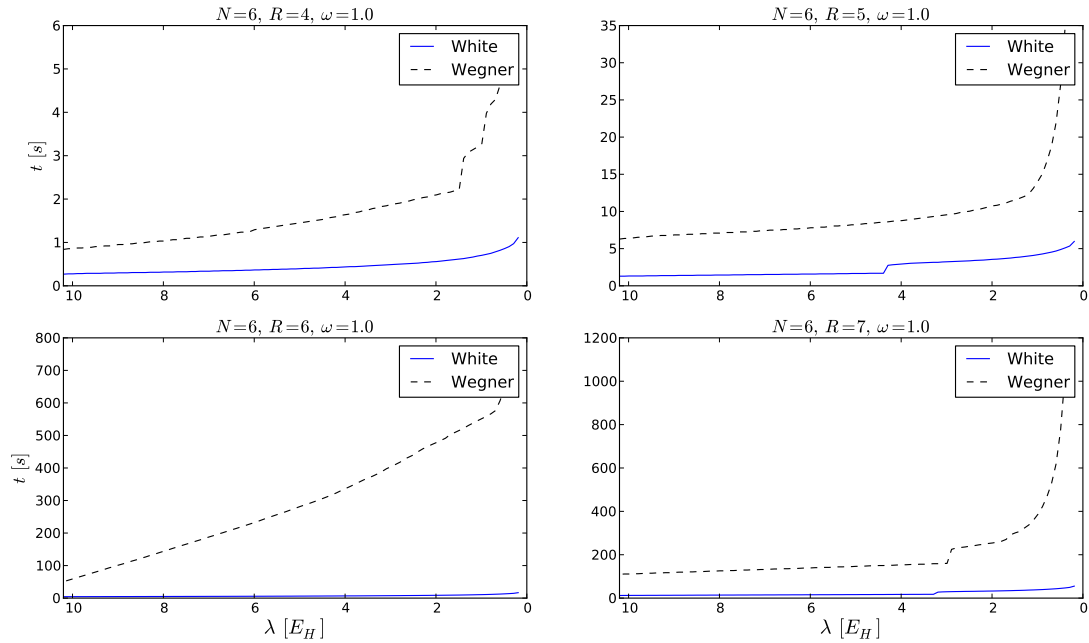 N=6, R=4, ω=1.0
6
5
4
3
2
1
0
t [s]
White
Wegner
10 8 6 4 2 0
N=6, R=5, ω=1.0
35
30
25
20
15
10
5
0
White
Wegner
10 8 6 4 2 0
N=6, R=6, ω=1.0
800
700
600
500
400
300
200
100
0
t [s]
White
Wegner
10 8 6 4 2 0
λ [E_H]
N=6, R=7, ω=1.0
1200
1000
800
600
400
200
0
White
Wegner
10 8 6 4 2 0
λ [E_H]